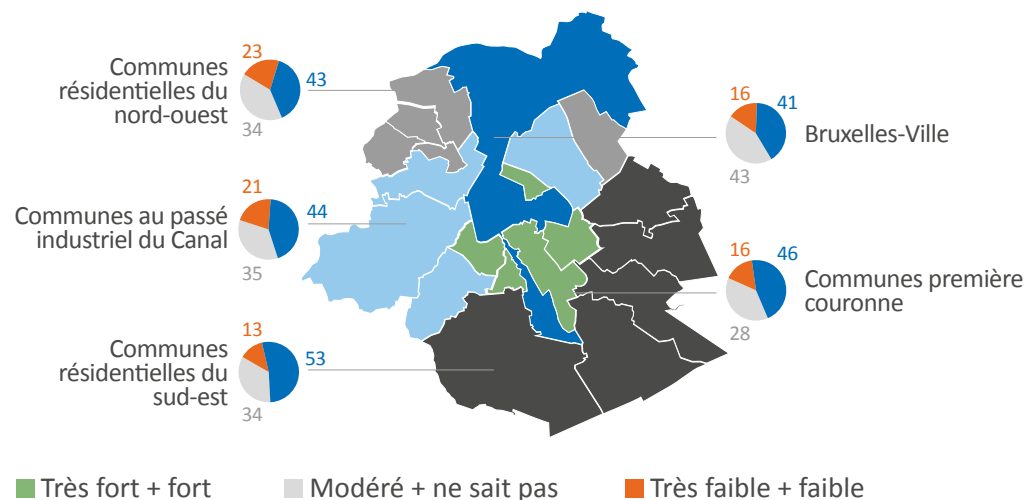 Communes
résidentielles du
nord-ouest
23
43
34
16
41
43
Bruxelles-Ville
Communes au passé
industriel du Canal
21
44
35
16
46
28
Communes première
couronne
Communes
résidentielles du
sud-est
13
53
34
Très fort + fort
Modéré + ne sait pas
Très faible + faible